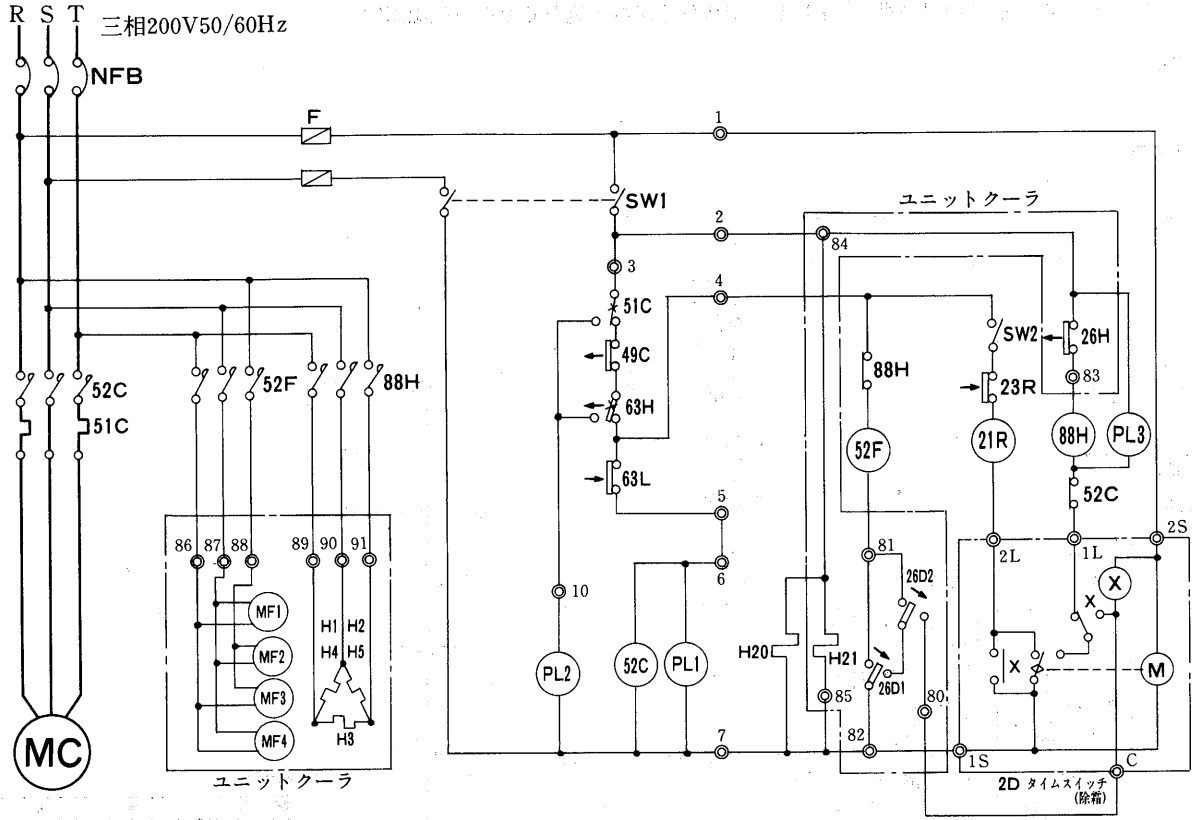 R S T
三相200V50/60Hz
NFB
F
1
SW1
ユニットクーラ
2
84
3
4
51C
SW2
26H
49C
88H
83
52C
52F
88H
63H
23R
51C
52F
21R
88H
PL3
63L
52C
5
2S
86 87 88 89 90 91
81
2L
1L
6
26D2
X
10
MF1
X
H1 H2
MF2
H4 H5
PL2
52C
PL1
H20
H21
X
M
MF3
26D1
85
80
H3
MF4
MC
7
82
1S
C
ユニットクーラ
2D タイムスイッチ
(除霜)